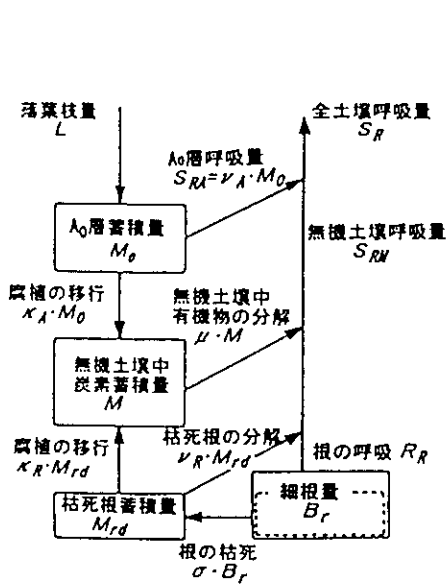 落葉枝量
L
全土壌呼吸量
S_R
A₀層呼吸量
S_RA=ν_A・M₀
A₀層蓄積量
M₀
無機土壌呼吸量
S_RM
腐植の移行
κ_A・M₀
無機土壌中
有機物の分解
μ・M
無機土壌中
炭素蓄積量
M
腐植の移行
κ_R・M_rd
枯死根の分解
ν_R・M_rd
根の呼吸 R_R
枯死根蓄積量
M_rd
細根量
B_r
根の枯死
σ・B_r